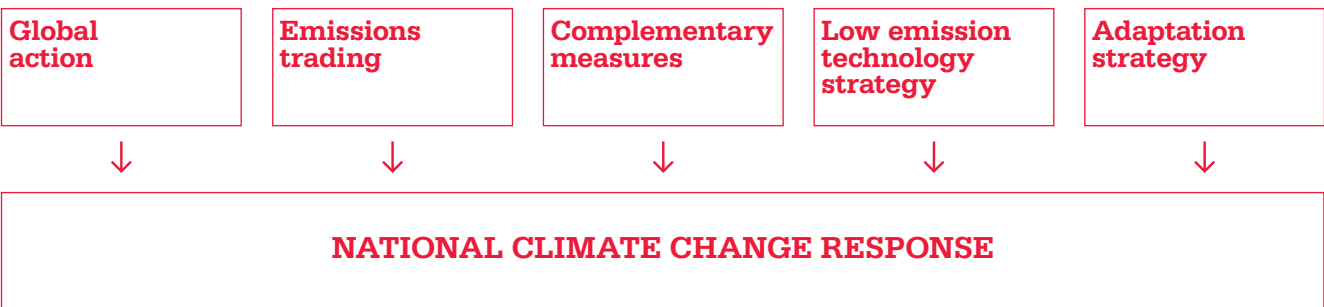 Global
action
Emissions
trading
Complementary
measures
Low emission
technology
strategy
Adaptation
strategy
NATIONAL CLIMATE CHANGE RESPONSE